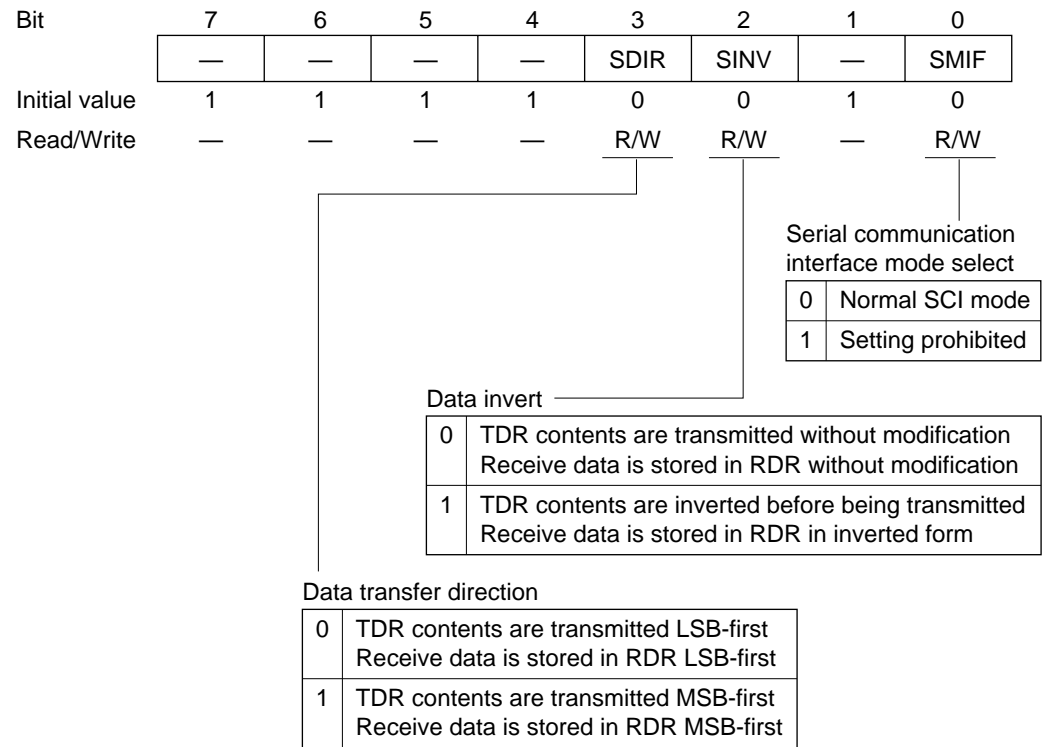 Bit 7 6 5 4 3 2 1 0
— — — — SDIR SINV — SMIF
Initial value 1 1 1 1 0 0 1 0
Read/Write — — — — R/W R/W — R/W
Serial communication
interface mode select
0 Normal SCI mode
1 Setting prohibited
Data invert
0 TDR contents are transmitted without modification
Receive data is stored in RDR without modification
1 TDR contents are inverted before being transmitted
Receive data is stored in RDR in inverted form
Data transfer direction
0 TDR contents are transmitted LSB-first
Receive data is stored in RDR LSB-first
1 TDR contents are transmitted MSB-first
Receive data is stored in RDR MSB-first